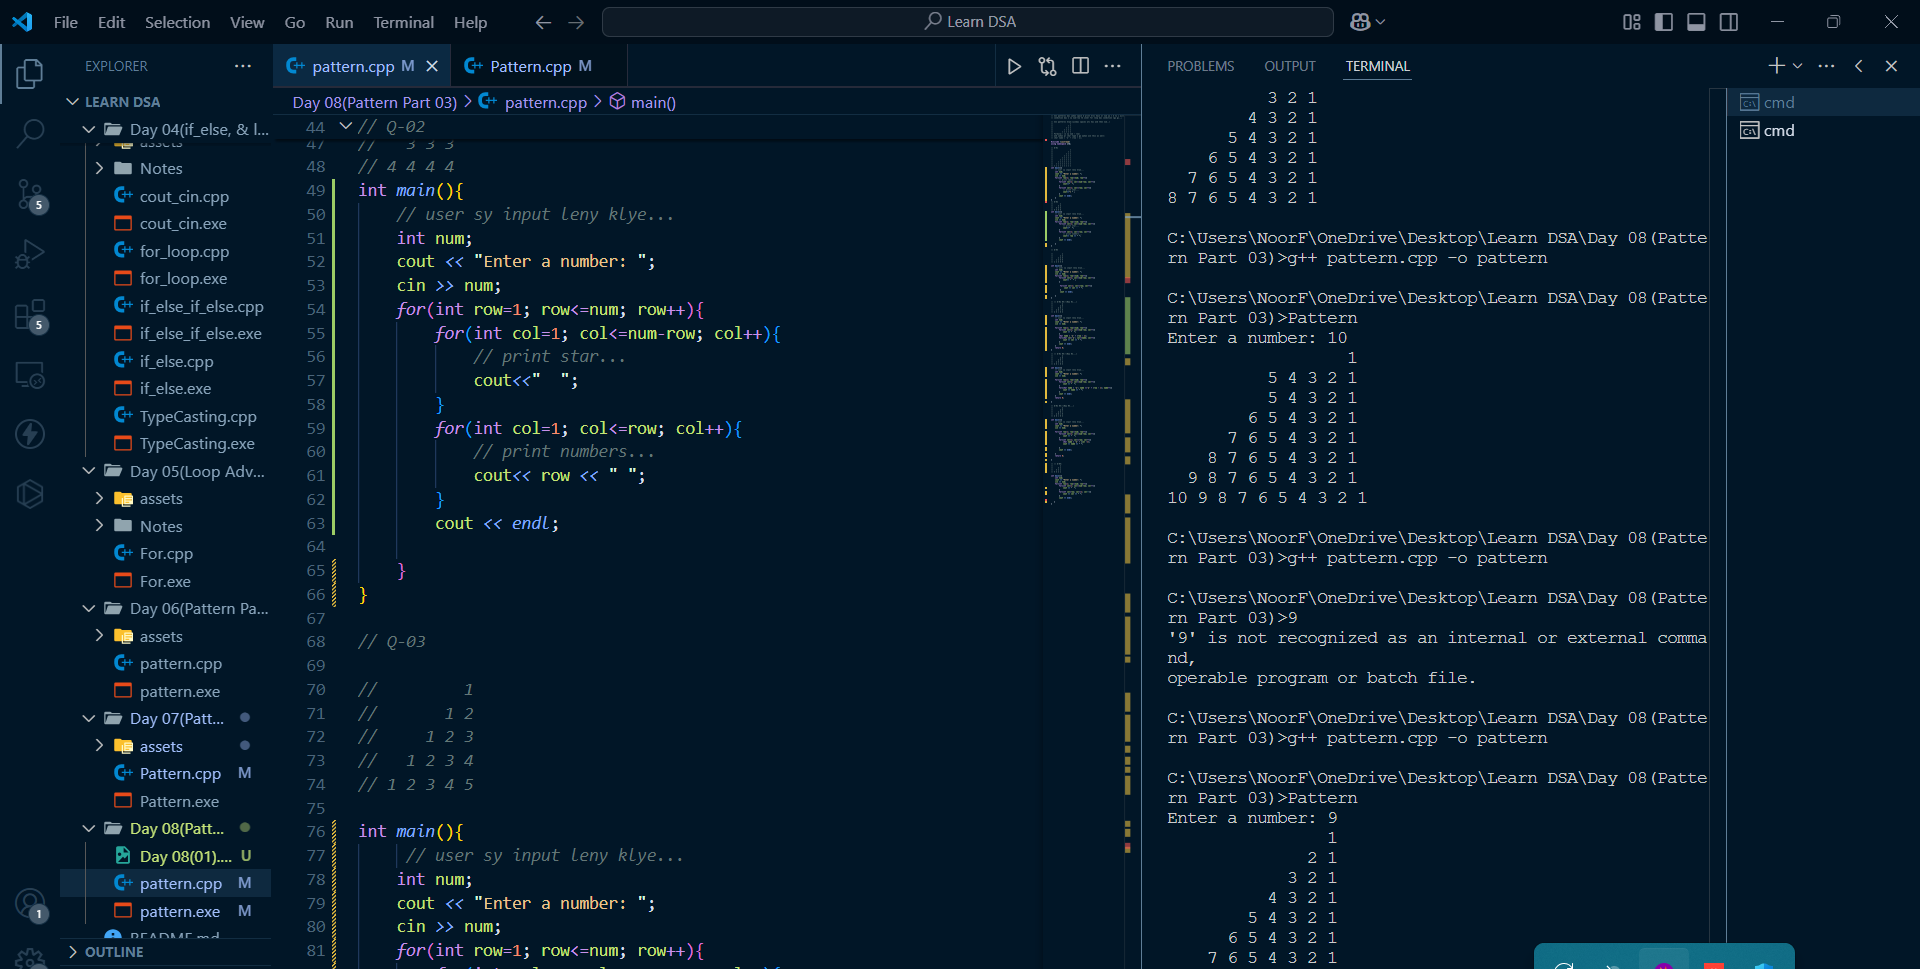 File Edit Selection View Go Run Terminal Help
Learn DSA
EXPLORER
LEARN DSA
Day 04(if_else, & l...
assets
Notes
cout_cin.cpp
cout_cin.exe
for_loop.cpp
for_loop.exe
if_else_if_else.cpp
if_else_if_else.exe
if_else.cpp
if_else.exe
TypeCasting.cpp
TypeCasting.exe
Day 05(Loop Adv...
assets
Notes
For.cpp
For.exe
Day 06(Pattern Pa...
assets
pattern.cpp
pattern.exe
Day 07(Patt...
assets
Pattern.cpp M
Pattern.exe
Day 08(Patt...
Day 08(01).... U
pattern.cpp M
pattern.exe M
README.md
OUTLINE
5
5
1
pattern.cpp M
Pattern.cpp M
Day 08(Pattern Part 03) > pattern.cpp > main()
44 // Q-02
47 //   3 3 3
48 // 4 4 4 4
49 int main(){
50 // user sy input leny klye...
51 int num;
52 cout << "Enter a number: ";
53 cin >> num;
54 for(int row=1; row<=num; row++){
55 for(int col=1; col<=num-row; col++){
56 // print star...
57 cout<<"  ";
58 }
59 for(int col=1; col<=row; col++){
60 // print numbers...
61 cout<< row << " ";
62 }
63 cout << endl;
64
65 }
66 }
67
68 // Q-03
69
70 //         1
71 //       1 2
72 //     1 2 3
73 //   1 2 3 4
74 // 1 2 3 4 5
75
76 int main(){
77 // user sy input leny klye...
78 int num;
79 cout << "Enter a number: ";
80 cin >> num;
81 for(int row=1; row<=num; row++){
PROBLEMS OUTPUT TERMINAL
cmd
cmd
3 2 1
4 3 2 1
5 4 3 2 1
6 5 4 3 2 1
7 6 5 4 3 2 1
8 7 6 5 4 3 2 1
C:\Users\NoorF\OneDrive\Desktop\Learn DSA\Day 08(Patte
rn Part 03)>g++ pattern.cpp -o pattern
C:\Users\NoorF\OneDrive\Desktop\Learn DSA\Day 08(Patte
rn Part 03)>Pattern
Enter a number: 10
1
5 4 3 2 1
5 4 3 2 1
6 5 4 3 2 1
7 6 5 4 3 2 1
8 7 6 5 4 3 2 1
9 8 7 6 5 4 3 2 1
10 9 8 7 6 5 4 3 2 1
C:\Users\NoorF\OneDrive\Desktop\Learn DSA\Day 08(Patte
rn Part 03)>g++ pattern.cpp -o pattern
C:\Users\NoorF\OneDrive\Desktop\Learn DSA\Day 08(Patte
rn Part 03)>9
'9' is not recognized as an internal or external comma
nd,
operable program or batch file.
C:\Users\NoorF\OneDrive\Desktop\Learn DSA\Day 08(Patte
rn Part 03)>g++ pattern.cpp -o pattern
C:\Users\NoorF\OneDrive\Desktop\Learn DSA\Day 08(Patte
rn Part 03)>Pattern
Enter a number: 9
1
2 1
3 2 1
4 3 2 1
5 4 3 2 1
6 5 4 3 2 1
7 6 5 4 3 2 1